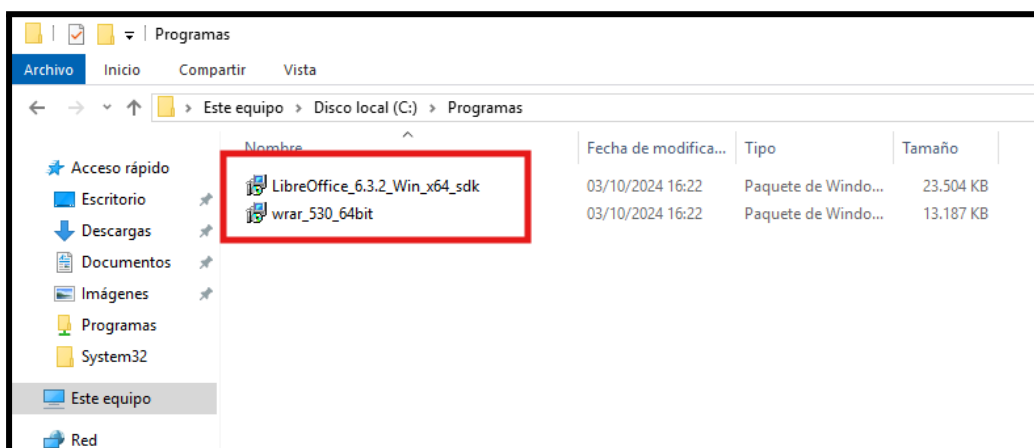 Programas
Archivo Inicio Compartir Vista
Este equipo > Disco local (C:) > Programas
Nombre Fecha de modifica... Tipo Tamaño
LibreOffice_6.3.2_Win_x64_sdk 03/10/2024 16:22 Paquete de Windo... 23.504 KB
wrar_530_64bit 03/10/2024 16:22 Paquete de Windo... 13.187 KB
Acceso rápido
Escritorio
Descargas
Documentos
Imágenes
Programas
System32
Este equipo
Red